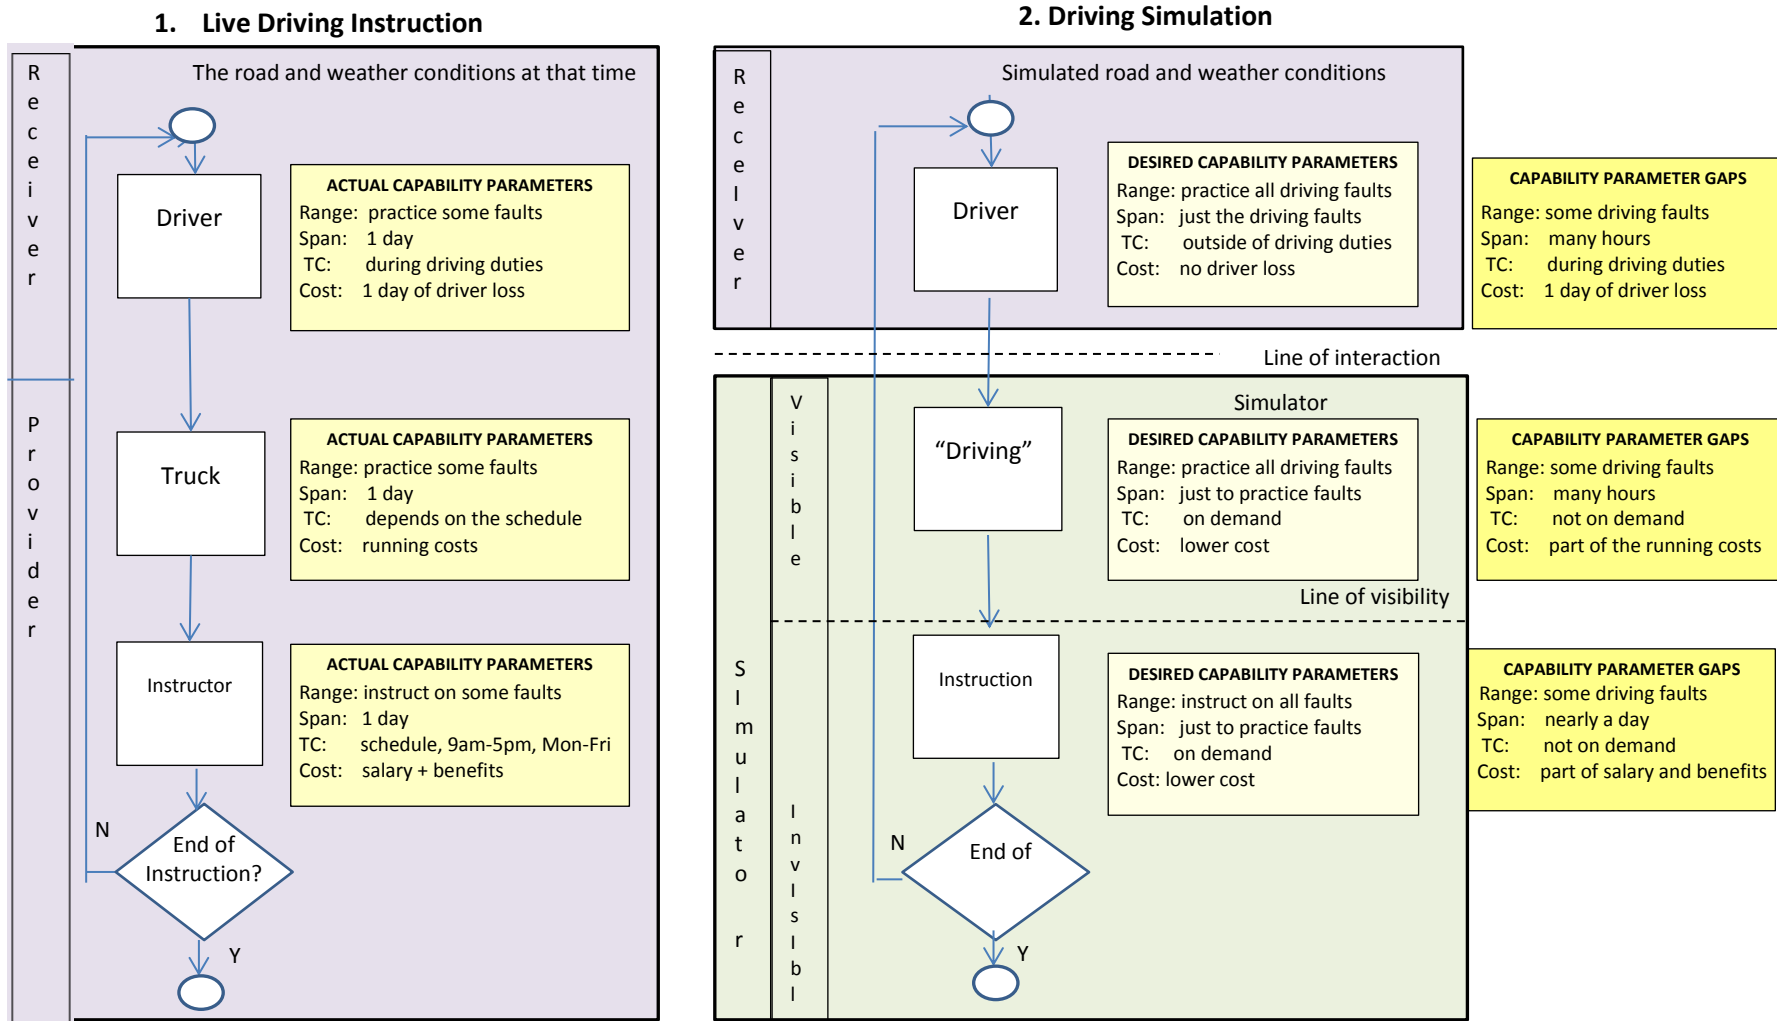 1. Live Driving Instruction
Receiver
The road and weather conditions at that time
Driver
ACTUAL CAPABILITY PARAMETERS
Range: practice some faults
Span: 1 day
TC: during driving duties
Cost: 1 day of driver loss
Provider
Truck
ACTUAL CAPABILITY PARAMETERS
Range: practice some faults
Span: 1 day
TC: depends on the schedule
Cost: running costs
Instructor
ACTUAL CAPABILITY PARAMETERS
Range: instruct on some faults
Span: 1 day
TC: schedule, 9am-5pm, Mon-Fri
Cost: salary + benefits
N
End of
Instruction?
Y
2. Driving Simulation
ReceIver
Simulated road and weather conditions
Driver
DESIRED CAPABILITY PARAMETERS
Range: practice all driving faults
Span: just the driving faults
TC: outside of driving duties
Cost: no driver loss
CAPABILITY PARAMETER GAPS
Range: some driving faults
Span: many hours
TC: during driving duties
Cost: 1 day of driver loss
Line of interaction
SImulato r
Visible
Simulator
“Driving”
DESIRED CAPABILITY PARAMETERS
Range: practice all driving faults
Span: just to practice faults
TC: on demand
Cost: lower cost
CAPABILITY PARAMETER GAPS
Range: some driving faults
Span: many hours
TC: not on demand
Cost: part of the running costs
Line of visibility
InvIsIbl
Instruction
DESIRED CAPABILITY PARAMETERS
Range: instruct on all faults
Span: just to practice faults
TC: on demand
Cost: lower cost
CAPABILITY PARAMETER GAPS
Range: some driving faults
Span: nearly a day
TC: not on demand
Cost: part of salary and benefits
N
End of
Y